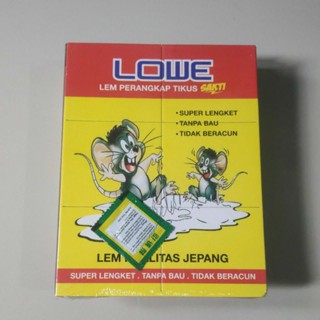 LOWE
LEM PERANGKAP TIKUS SAKTI
• SUPER LENGKET
• TANPA BAU
• TIDAK BERACUN
LEM LITAS JEPANG
SUPER LENGKET . TANPA BAU . TIDAK BERACUN